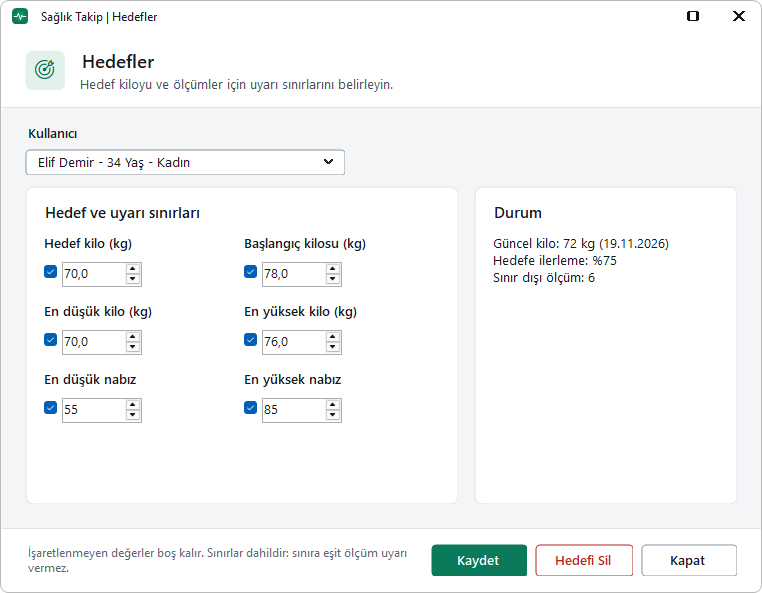 Sağlık Takip | Hedefler
Hedefler
Hedef kiloyu ve ölçümler için uyarı sınırlarını belirleyin.
Kullanıcı
Elif Demir - 34 Yaş - Kadın
Hedef ve uyarı sınırları
Hedef kilo (kg)
Başlangıç kilosu (kg)
70,0
78,0
En düşük kilo (kg)
En yüksek kilo (kg)
70,0
76,0
En düşük nabız
En yüksek nabız
55
85
Durum
Güncel kilo: 72 kg (19.11.2026)
Hedefe ilerleme: %75
Sınır dışı ölçüm: 6
İşaretlenmeyen değerler boş kalır. Sınırlar dahildir: sınıra eşit ölçüm uyarı
vermez.
Kaydet
Hedefi Sil
Kapat